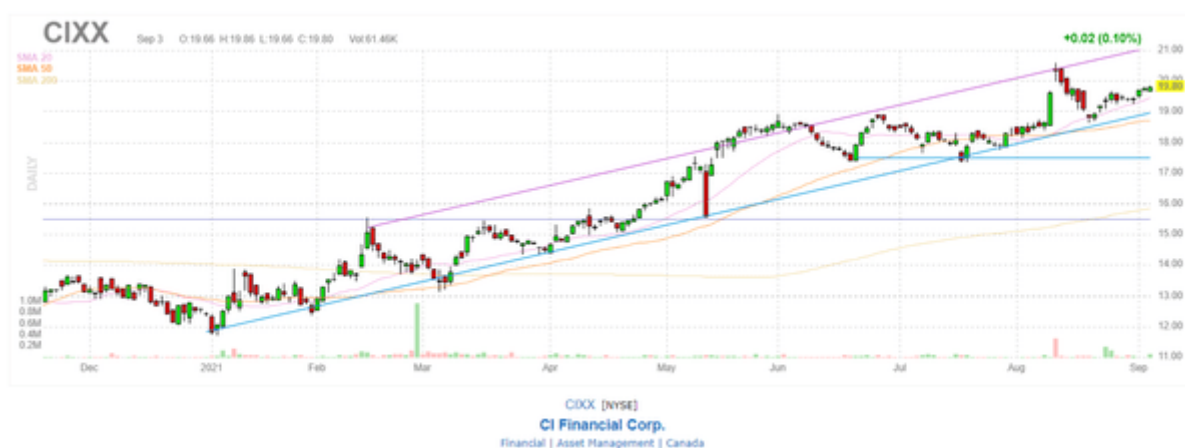 CIXX Sep 3 O:19.66 H:19.86 L:19.66 C:19.80 Vol:61.46K
+0.02 (0.10%)
SMA 20
SMA 50
SMA 200
DAILY
21.00
20.00
19.80
19.00
18.00
17.00
16.00
15.00
14.00
13.00
12.00
11.00
1.0M
0.8M
0.6M
0.4M
0.2M
Dec 2021 Feb Mar Apr May Jun Jul Aug Sep
CIXX [NYSE]
CI Financial Corp.
Financial | Asset Management | Canada